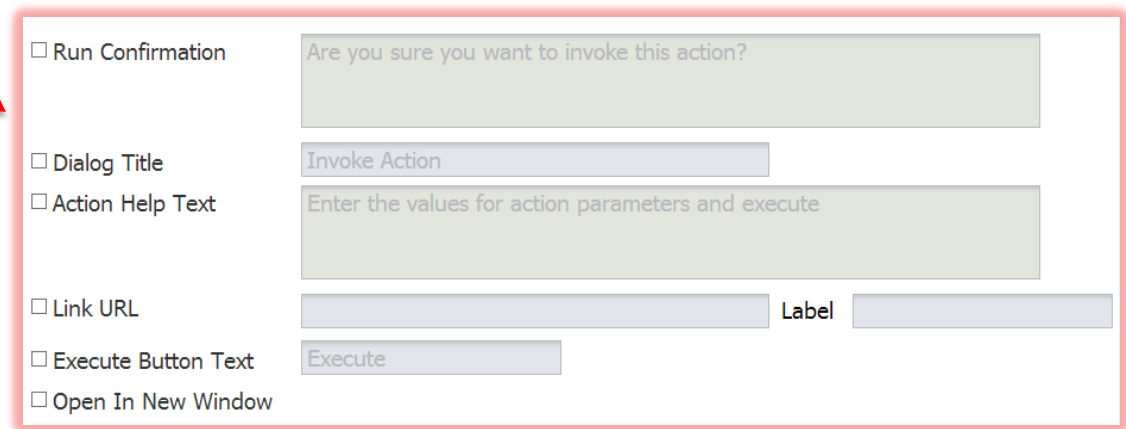 Run Confirmation Are you sure you want to invoke this action?
Dialog Title Invoke Action
Action Help Text Enter the values for action parameters and execute
Link URL Label
Execute Button Text Execute
Open In New Window